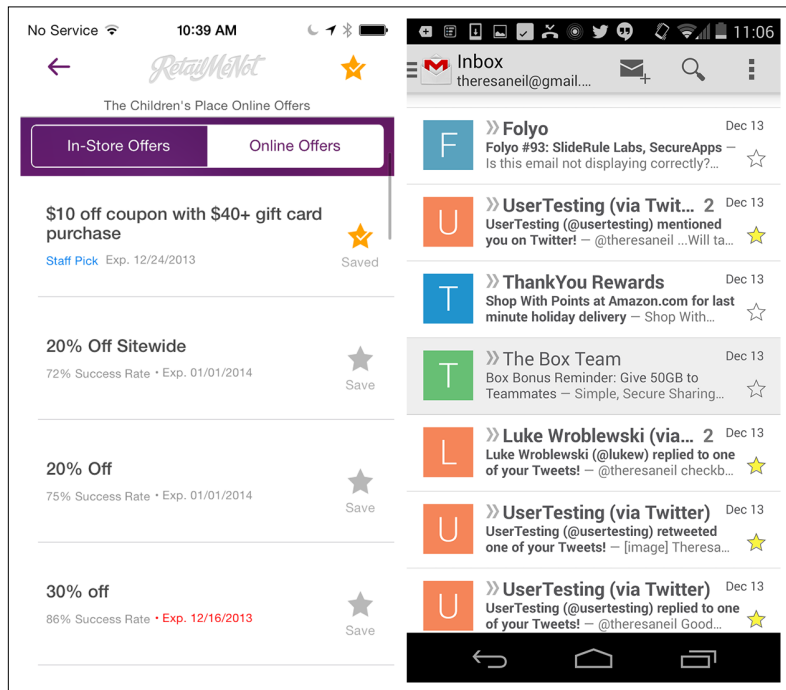 No Service 10:39 AM
RetailMeNot
The Children's Place Online Offers
In-Store Offers Online Offers
$10 off coupon with $40+ gift card
purchase
Staff Pick Exp. 12/24/2013
Saved
20% Off Sitewide
72% Success Rate • Exp. 01/01/2014
Save
20% Off
75% Success Rate • Exp. 01/01/2014
Save
30% off
86% Success Rate • Exp. 12/16/2013
Save
11:06
Inbox
theresaneil@gmail....
F Folyo Dec 13
Folyo #93: SlideRule Labs, SecureApps –
Is this email not displaying correctly?...
U UserTesting (via Twit... 2 Dec 13
UserTesting (@usertesting) mentioned
you on Twitter! – @theresaneil ...Will ta...
T ThankYou Rewards Dec 13
Shop With Points at Amazon.com for last
minute holiday delivery – Shop With...
T The Box Team Dec 13
Box Bonus Reminder: Give 50GB to
Teammates – Simple, Secure Sharing...
L Luke Wroblewski (via... 2 Dec 13
Luke Wroblewski (@lukew) replied to one
of your Tweets! – @theresaneil checkb...
U UserTesting (via Twitter) Dec 13
UserTesting (@usertesting) retweeted
one of your Tweets! – [image] Theresa...
U UserTesting (via Twitter) Dec 13
UserTesting (@usertesting) replied to one
of your Tweets! – @theresaneil Good...